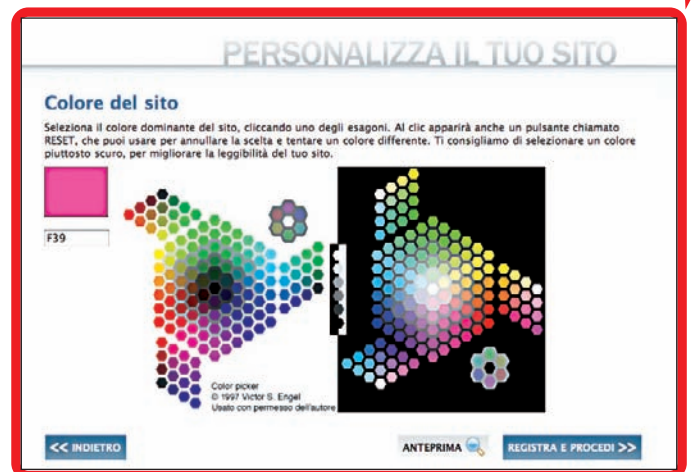 PERSONALIZZA IL TUO SITO
Colore del sito
Seleziona il colore dominante del sito, cliccando uno degli esagoni. Al clic apparirà anche un pulsante chiamato
RESET, che puoi usare per annullare la scelta e tentare un colore differente. Ti consigliamo di selezionare un colore
piuttosto scuro, per migliorare la leggibilità del tuo sito.
F39
Color picker
© 1997 Victor S. Engel
Usato con permesso dell'autore
<< INDIETRO
ANTEPRIMA
REGISTRA E PROCEDI >>